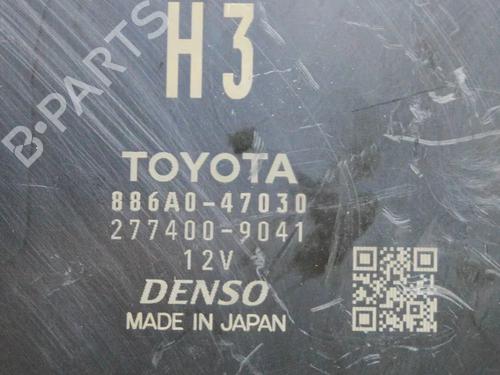 H3
B-PARTS
TOYOTA
886A0-47030
277400-9041
12V
DENSO
MADE IN JAPAN